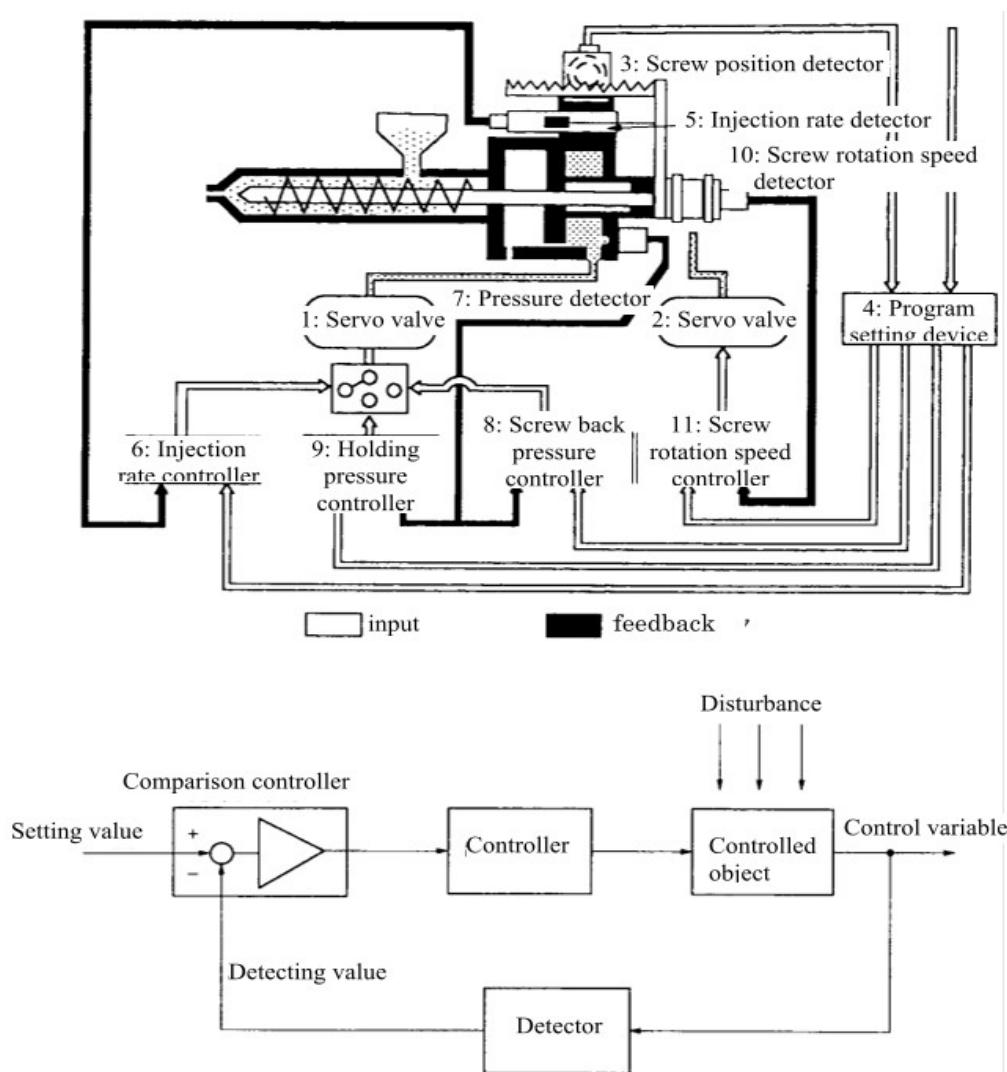 3: Screw position detector
5: Injection rate detector
10: Screw rotation speed
detector
7: Pressure detector
1: Servo valve
2: Servo valve
4: Program
setting device
6: Injection
rate controller
9: Holding
pressure
controller
8: Screw back
pressure
controller
11: Screw
rotation speed
controller
input
feedback
Disturbance
Comparison controller
Setting value
+
−
Controller
Controlled
object
Control variable
Detecting value
Detector